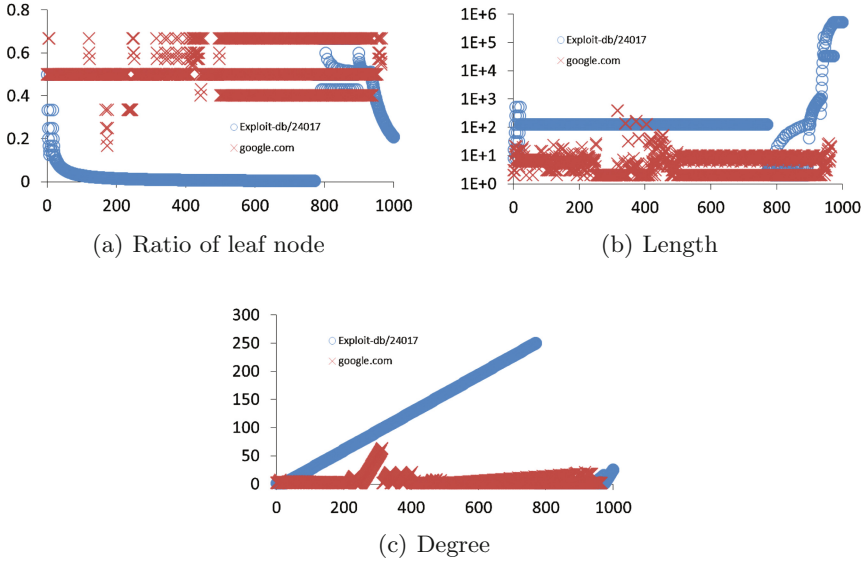 0.8
0.6
0.4
0.2
0
0 200 400 600 800 1000
Exploit-db/24017
google.com
(a) Ratio of leaf node
1E+6
1E+5
1E+4
1E+3
1E+2
1E+1
1E+0
0 200 400 600 800 1000
Exploit-db/24017
google.com
(b) Length
300
250
200
150
100
50
0
0 200 400 600 800 1000
Exploit-db/24017
google.com
(c) Degree